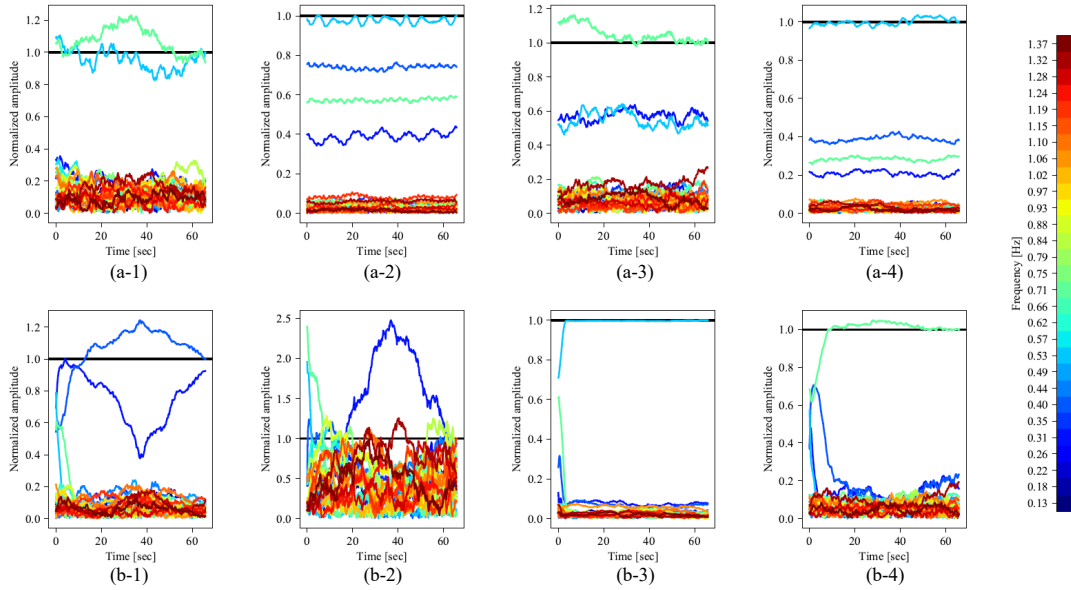 1.2
1.0
0.8
0.6
0.4
0.2
0.0
Normalized amplitude
0 20 40 60
Time [sec]
(a-1)
1.0
0.8
0.6
0.4
0.2
0.0
Normalized amplitude
0 20 40 60
Time [sec]
(a-2)
1.2
1.0
0.8
0.6
0.4
0.2
0.0
Normalized amplitude
0 20 40 60
Time [sec]
(a-3)
1.0
0.8
0.6
0.4
0.2
0.0
Normalized amplitude
0 20 40 60
Time [sec]
(a-4)
1.2
1.0
0.8
0.6
0.4
0.2
0.0
Normalized amplitude
0 20 40 60
Time [sec]
(b-1)
2.5
2.0
1.5
1.0
0.5
0.0
Normalized amplitude
0 20 40 60
Time [sec]
(b-2)
1.0
0.8
0.6
0.4
0.2
0.0
Normalized amplitude
0 20 40 60
Time [sec]
(b-3)
1.0
0.8
0.6
0.4
0.2
0.0
Normalized amplitude
0 20 40 60
Time [sec]
(b-4)
Frequency [Hz]
1.37
1.32
1.28
1.24
1.19
1.15
1.10
1.06
1.02
0.97
0.93
0.88
0.84
0.79
0.75
0.71
0.66
0.62
0.57
0.53
0.49
0.44
0.40
0.35
0.31
0.26
0.22
0.18
0.13